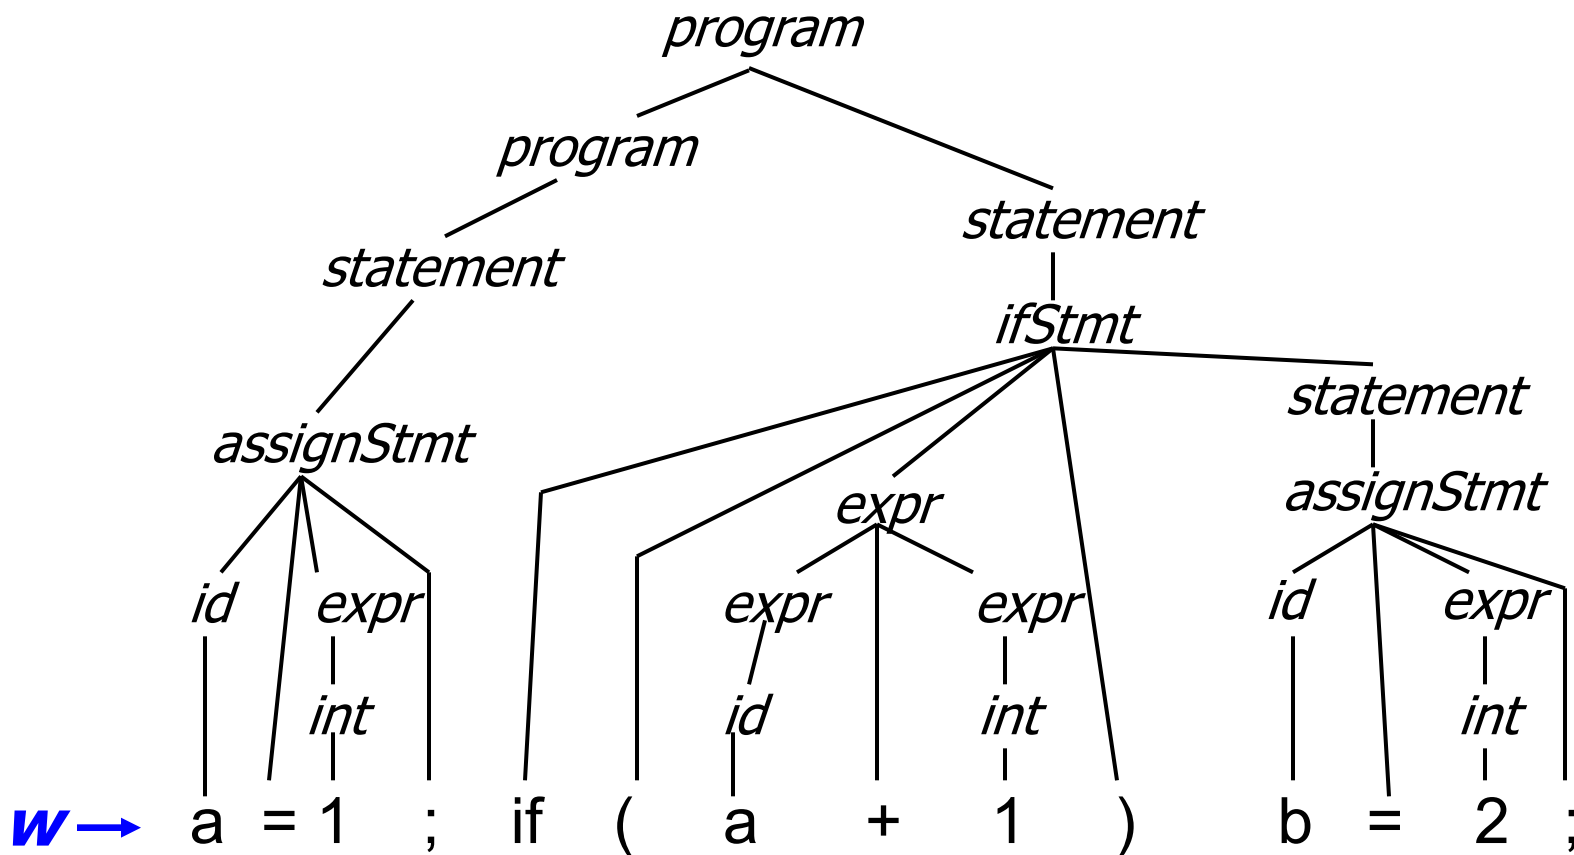 program
program
statement
statement
ifStmt
statement
assignStmt
assignStmt
expr
id expr expr expr id expr
int id int int
w a = 1 ; if ( a + 1 ) b = 2 ;